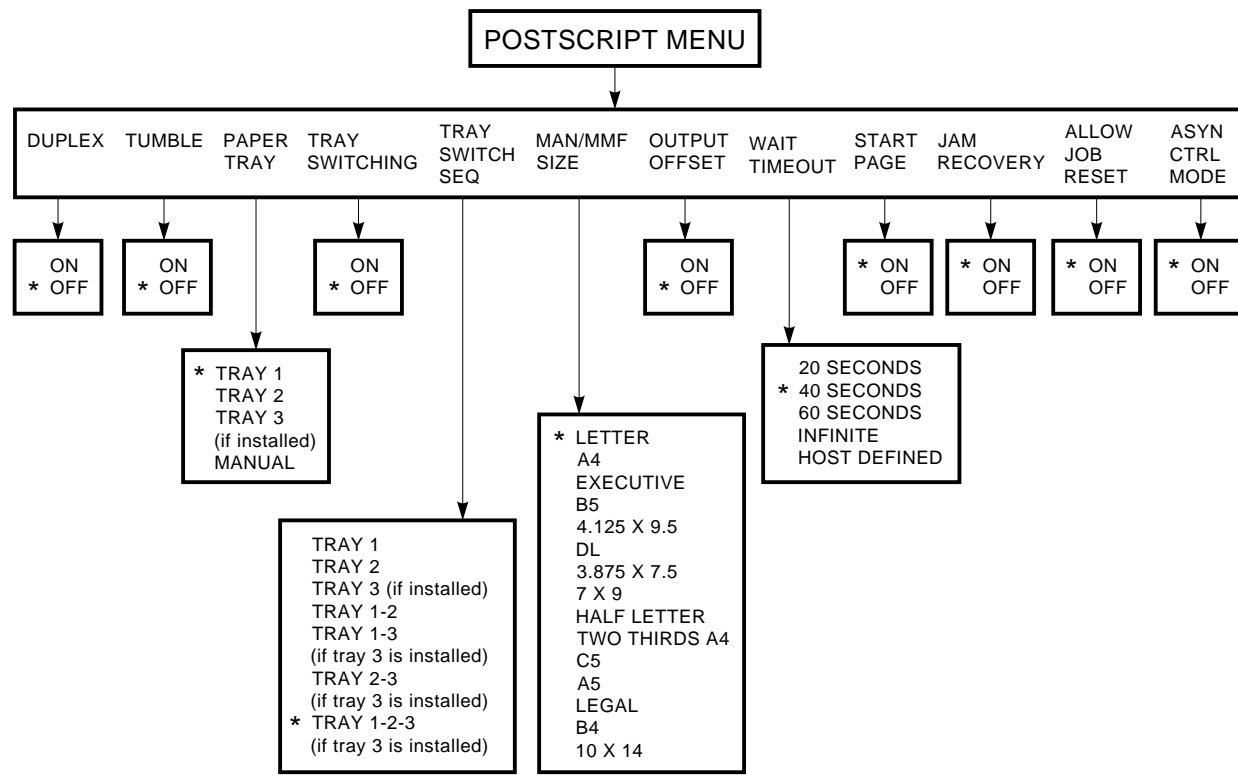 POSTSCRIPT MENU
DUPLEX
TUMBLE
PAPER
TRAY
TRAY
SWITCHING
TRAY
SWITCH
SEQ
MAN/MMF
SIZE
OUTPUT
OFFSET
WAIT
TIMEOUT
START
PAGE
JAM
RECOVERY
ALLOW
JOB
RESET
ASYN
CTRL
MODE
ON
* OFF
ON
* OFF
ON
* OFF
ON
* OFF
* ON
OFF
* ON
OFF
* ON
OFF
* ON
OFF
* TRAY 1
TRAY 2
TRAY 3
(if installed)
MANUAL
TRAY 1
TRAY 2
TRAY 3 (if installed)
TRAY 1-2
TRAY 1-3
(if tray 3 is installed)
TRAY 2-3
(if tray 3 is installed)
* TRAY 1-2-3
(if tray 3 is installed)
* LETTER
A4
EXECUTIVE
B5
4.125 X 9.5
DL
3.875 X 7.5
7 X 9
HALF LETTER
TWO THIRDS A4
C5
A5
LEGAL
B4
10 X 14
20 SECONDS
* 40 SECONDS
60 SECONDS
INFINITE
HOST DEFINED